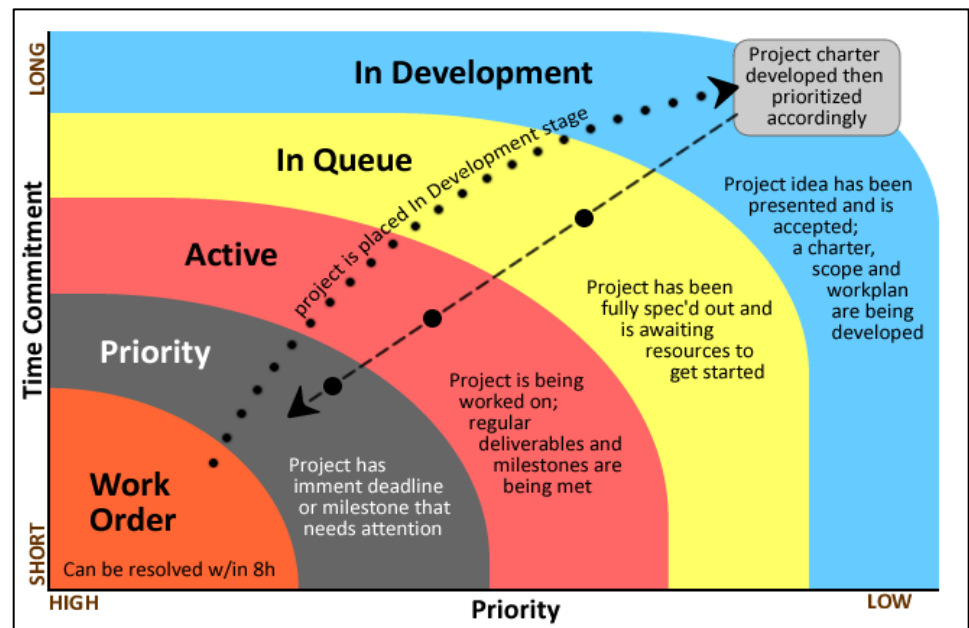 LONG
Time Commitment
SHORT
In Development
Project charter
developed then
prioritized
accordingly
project is placed In Development stage
In Queue
Project idea has been
presented and is
accepted;
a charter,
scope and
workplan
are being
developed
Active
Project has been
fully spec'd out and
is awaiting
resources to
get started
Priority
Project is being
worked on;
regular
deliverables and
milestones are
being met
Work
Order
Project has
imment deadline
or milestone that
needs attention
Can be resolved w/in 8h
HIGH
Priority
LOW